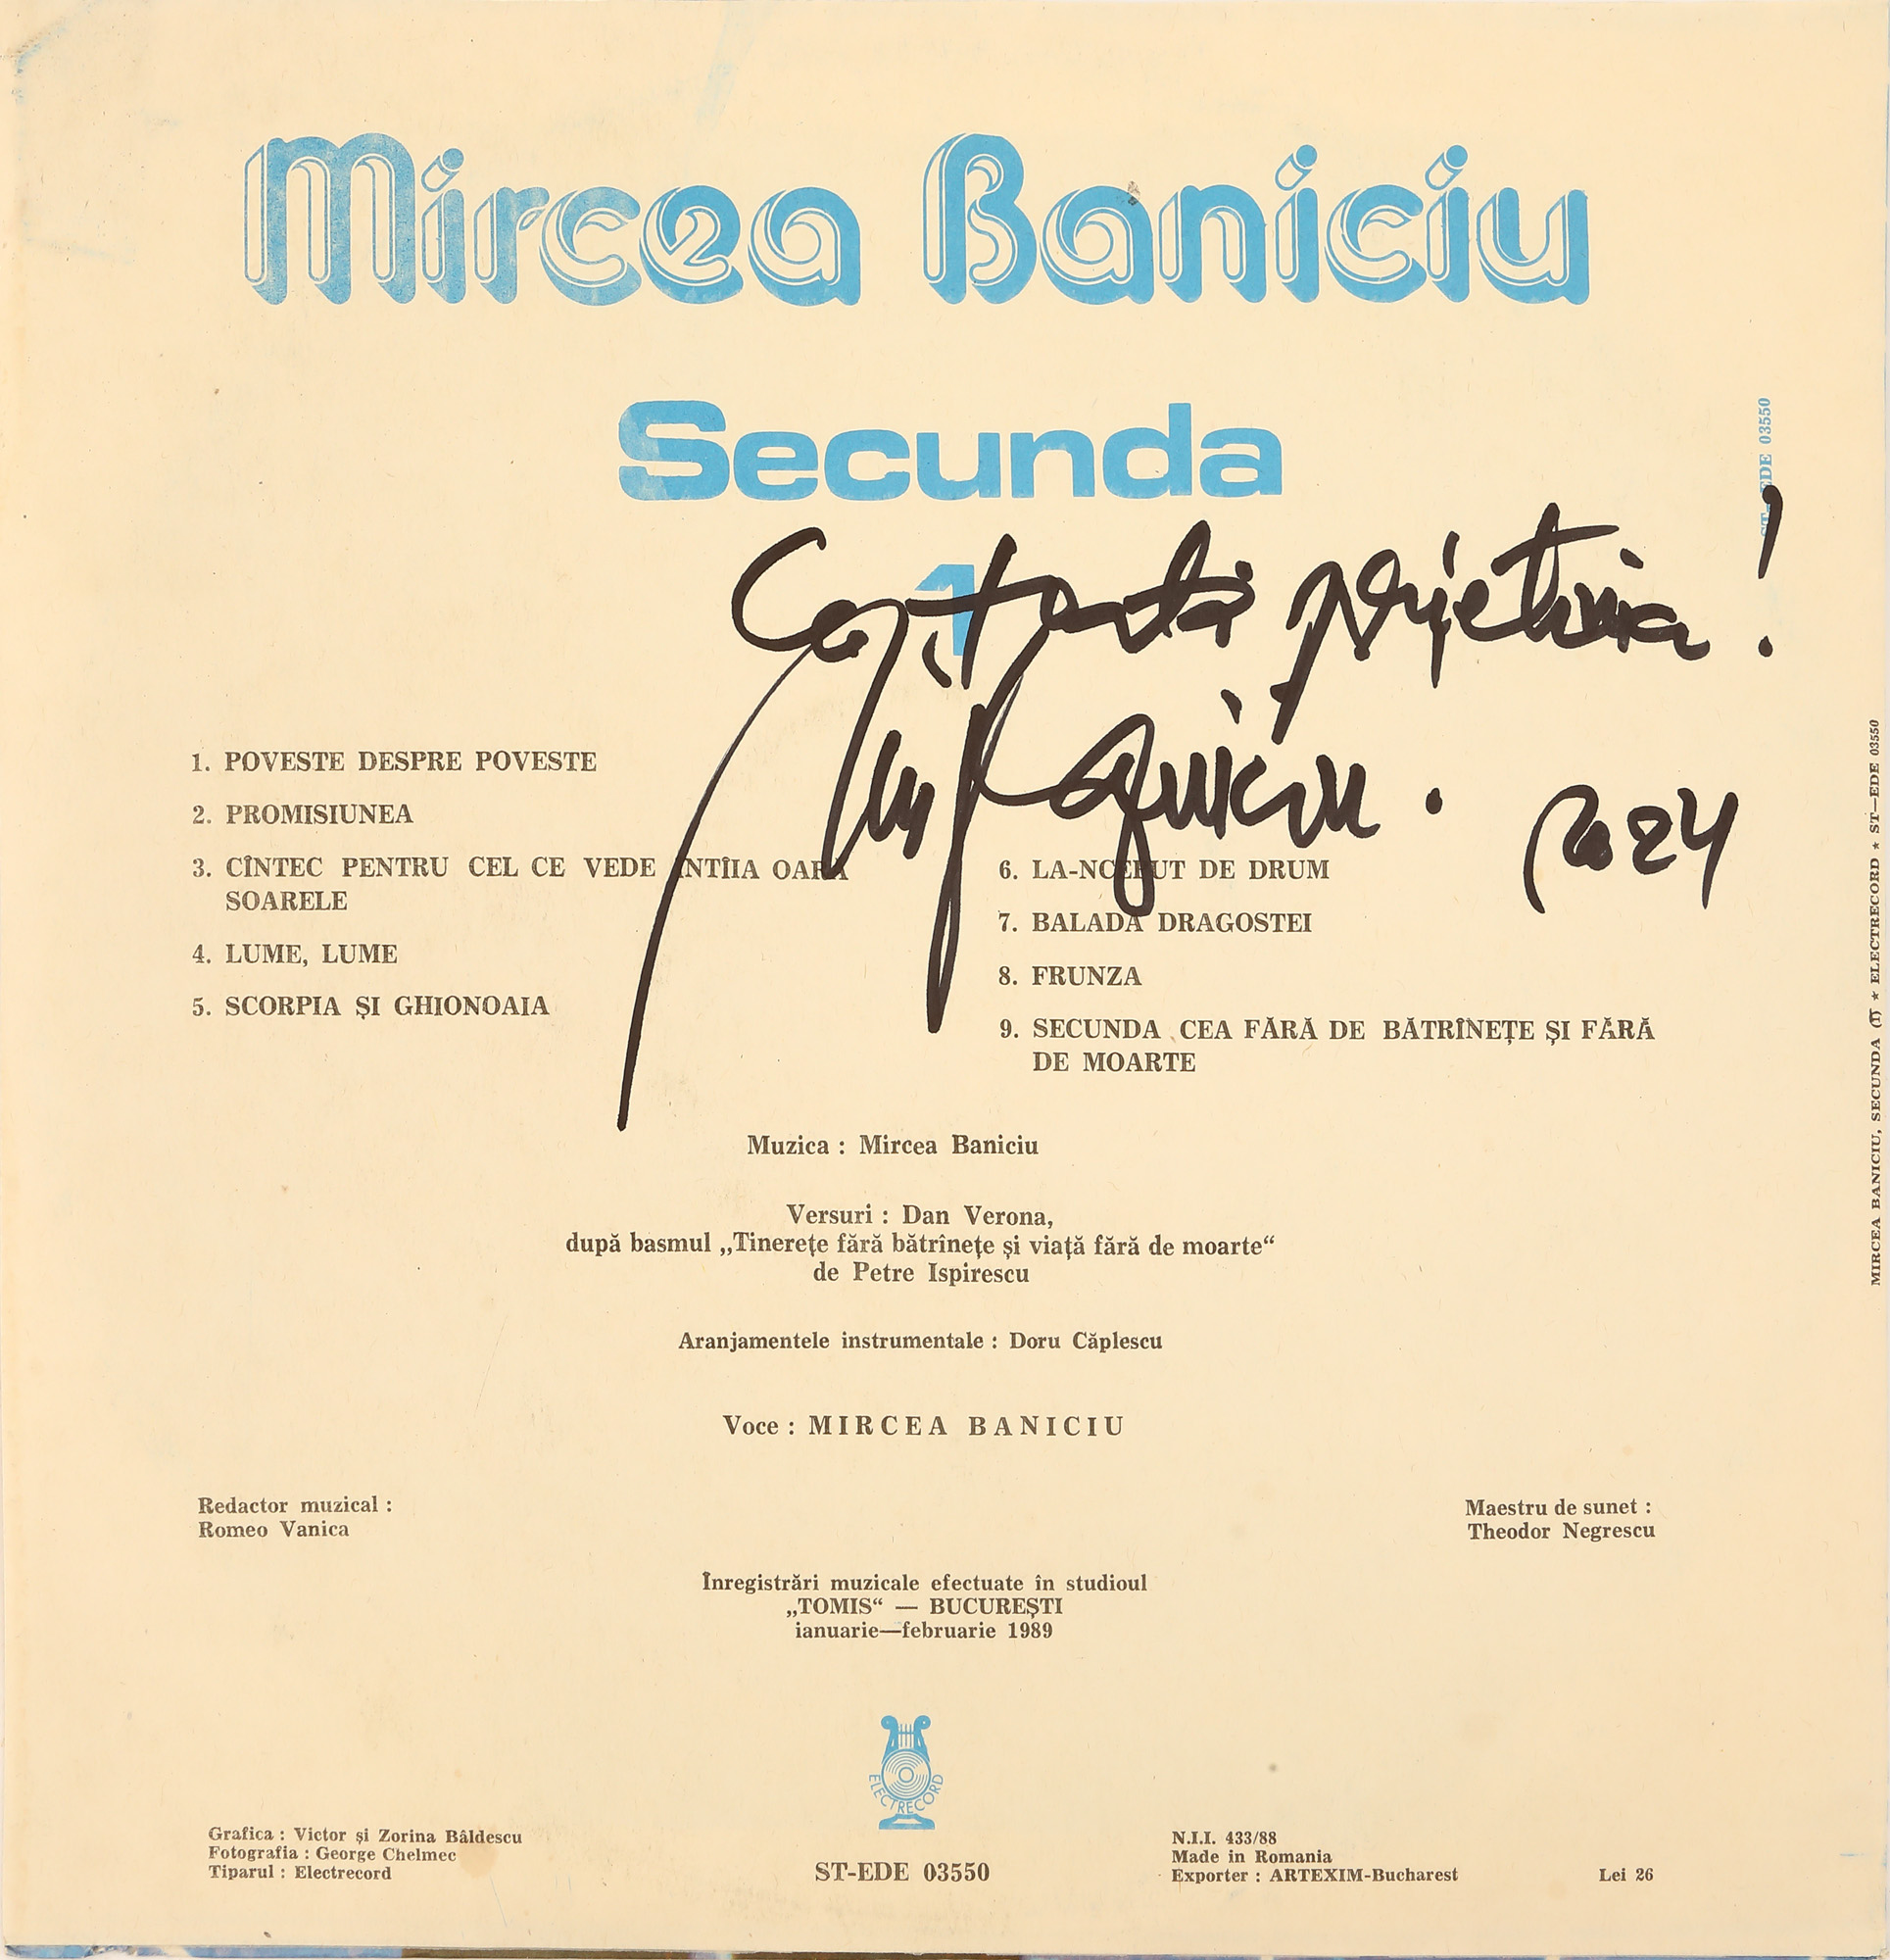 Mircea Baniciu
Secunda
1
Cu toată prietenia!
Baniciu.
2024
ST-EDE 03550
1. POVESTE DESPRE POVESTE
2. PROMISIUNEA
3. CÎNTEC PENTRU CEL CE VEDE ÎNTÎIA OARĂ
SOARELE
4. LUME, LUME
5. SCORPIA ȘI GHIONOAIA
6. LA-NCEPUT DE DRUM
7. BALADA DRAGOSTEI
8. FRUNZA
9. SECUNDA CEA FĂRĂ DE BĂTRÎNEȚE ȘI FĂRĂ
DE MOARTE
Muzica : Mircea Baniciu
Versuri : Dan Verona,
după basmul „Tinerețe fără bătrînețe și viață fără de moarte“
de Petre Ispirescu
Aranjamentele instrumentale : Doru Căplescu
Voce : MIRCEA BANICIU
Redactor muzical :
Romeo Vanica
Maestru de sunet :
Theodor Negrescu
Înregistrări muzicale efectuate în studioul
„TOMIS“ — BUCUREȘTI
ianuarie—februarie 1989
ELECTRECORD
Grafica : Victor și Zorina Bâldescu
Fotografia : George Chelmec
Tiparul : Electrecord
ST-EDE 03550
N.I.I. 433/88
Made in Romania
Exporter : ARTEXIM-Bucharest
Lei 26
MIRCEA BANICIU, SECUNDA (1) ★ ELECTRECORD ★ ST—EDE 03550